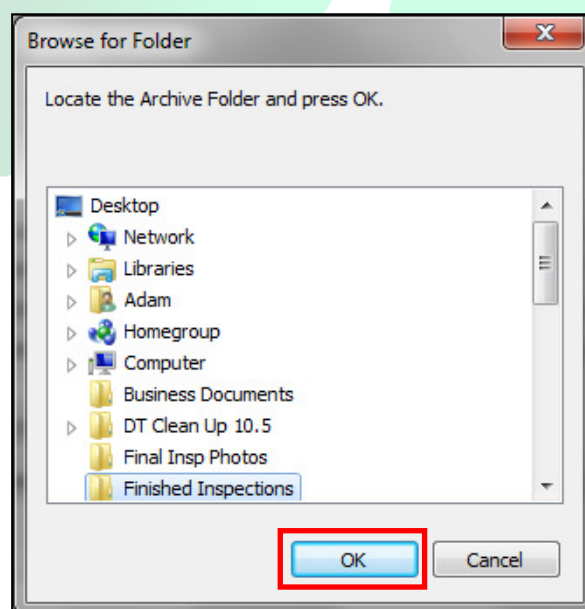 Browse for Folder
Locate the Archive Folder and press OK.
Desktop
Network
Libraries
Adam
Homegroup
Computer
Business Documents
DT Clean Up 10.5
Final Insp Photos
Finished Inspections
OK Cancel